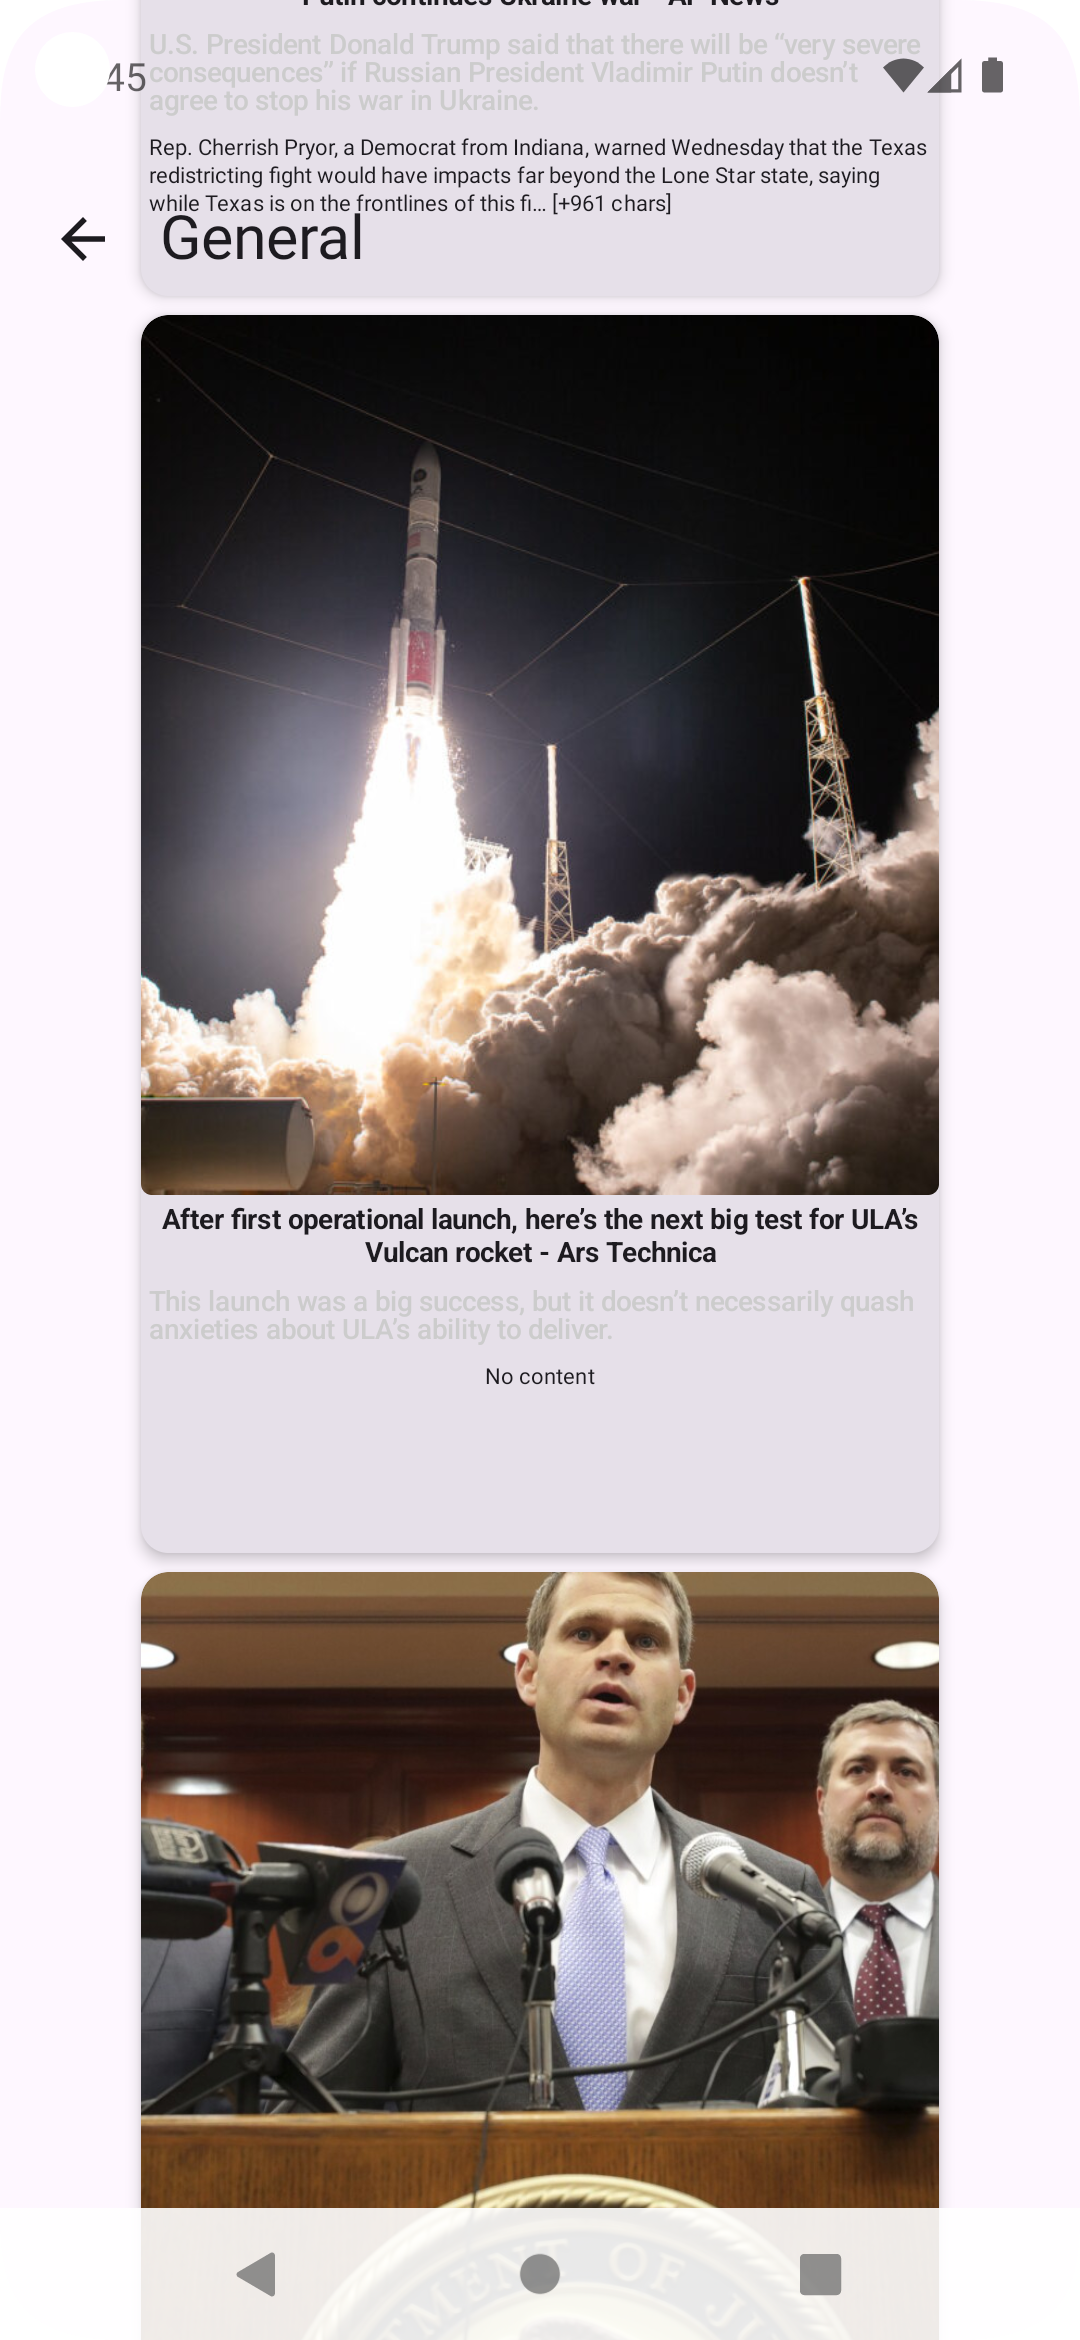 Putin continues Ukraine war - AP News
U.S. President Donald Trump said that there will be “very severe
consequences” if Russian President Vladimir Putin doesn’t
agree to stop his war in Ukraine.
45
Rep. Cherrish Pryor, a Democrat from Indiana, warned Wednesday that the Texas
redistricting fight would have impacts far beyond the Lone Star state, saying
while Texas is on the frontlines of this fi… [+961 chars]
General
After first operational launch, here’s the next big test for ULA’s
Vulcan rocket - Ars Technica
This launch was a big success, but it doesn’t necessarily quash
anxieties about ULA’s ability to deliver.
No content
TMENT OF JU